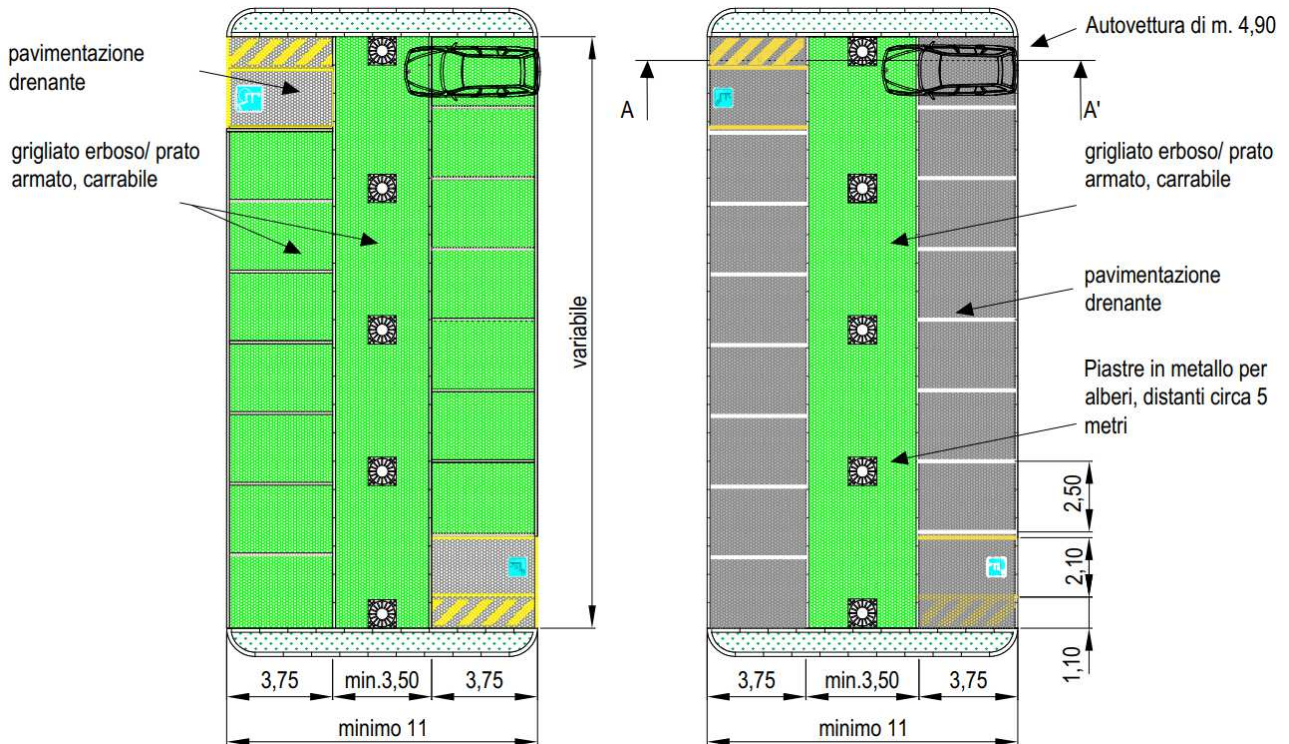 pavimentazione
drenante
grigliato erboso/ prato
armato, carrabile
variabile
3,75
min.3,50
3,75
minimo 11
Autovettura di m. 4,90
A
A'
grigliato erboso/ prato
armato, carrabile
pavimentazione
drenante
Piastre in metallo per
alberi, distanti circa 5
metri
2,50
2,10
1,10
3,75
min.3,50
3,75
minimo 11